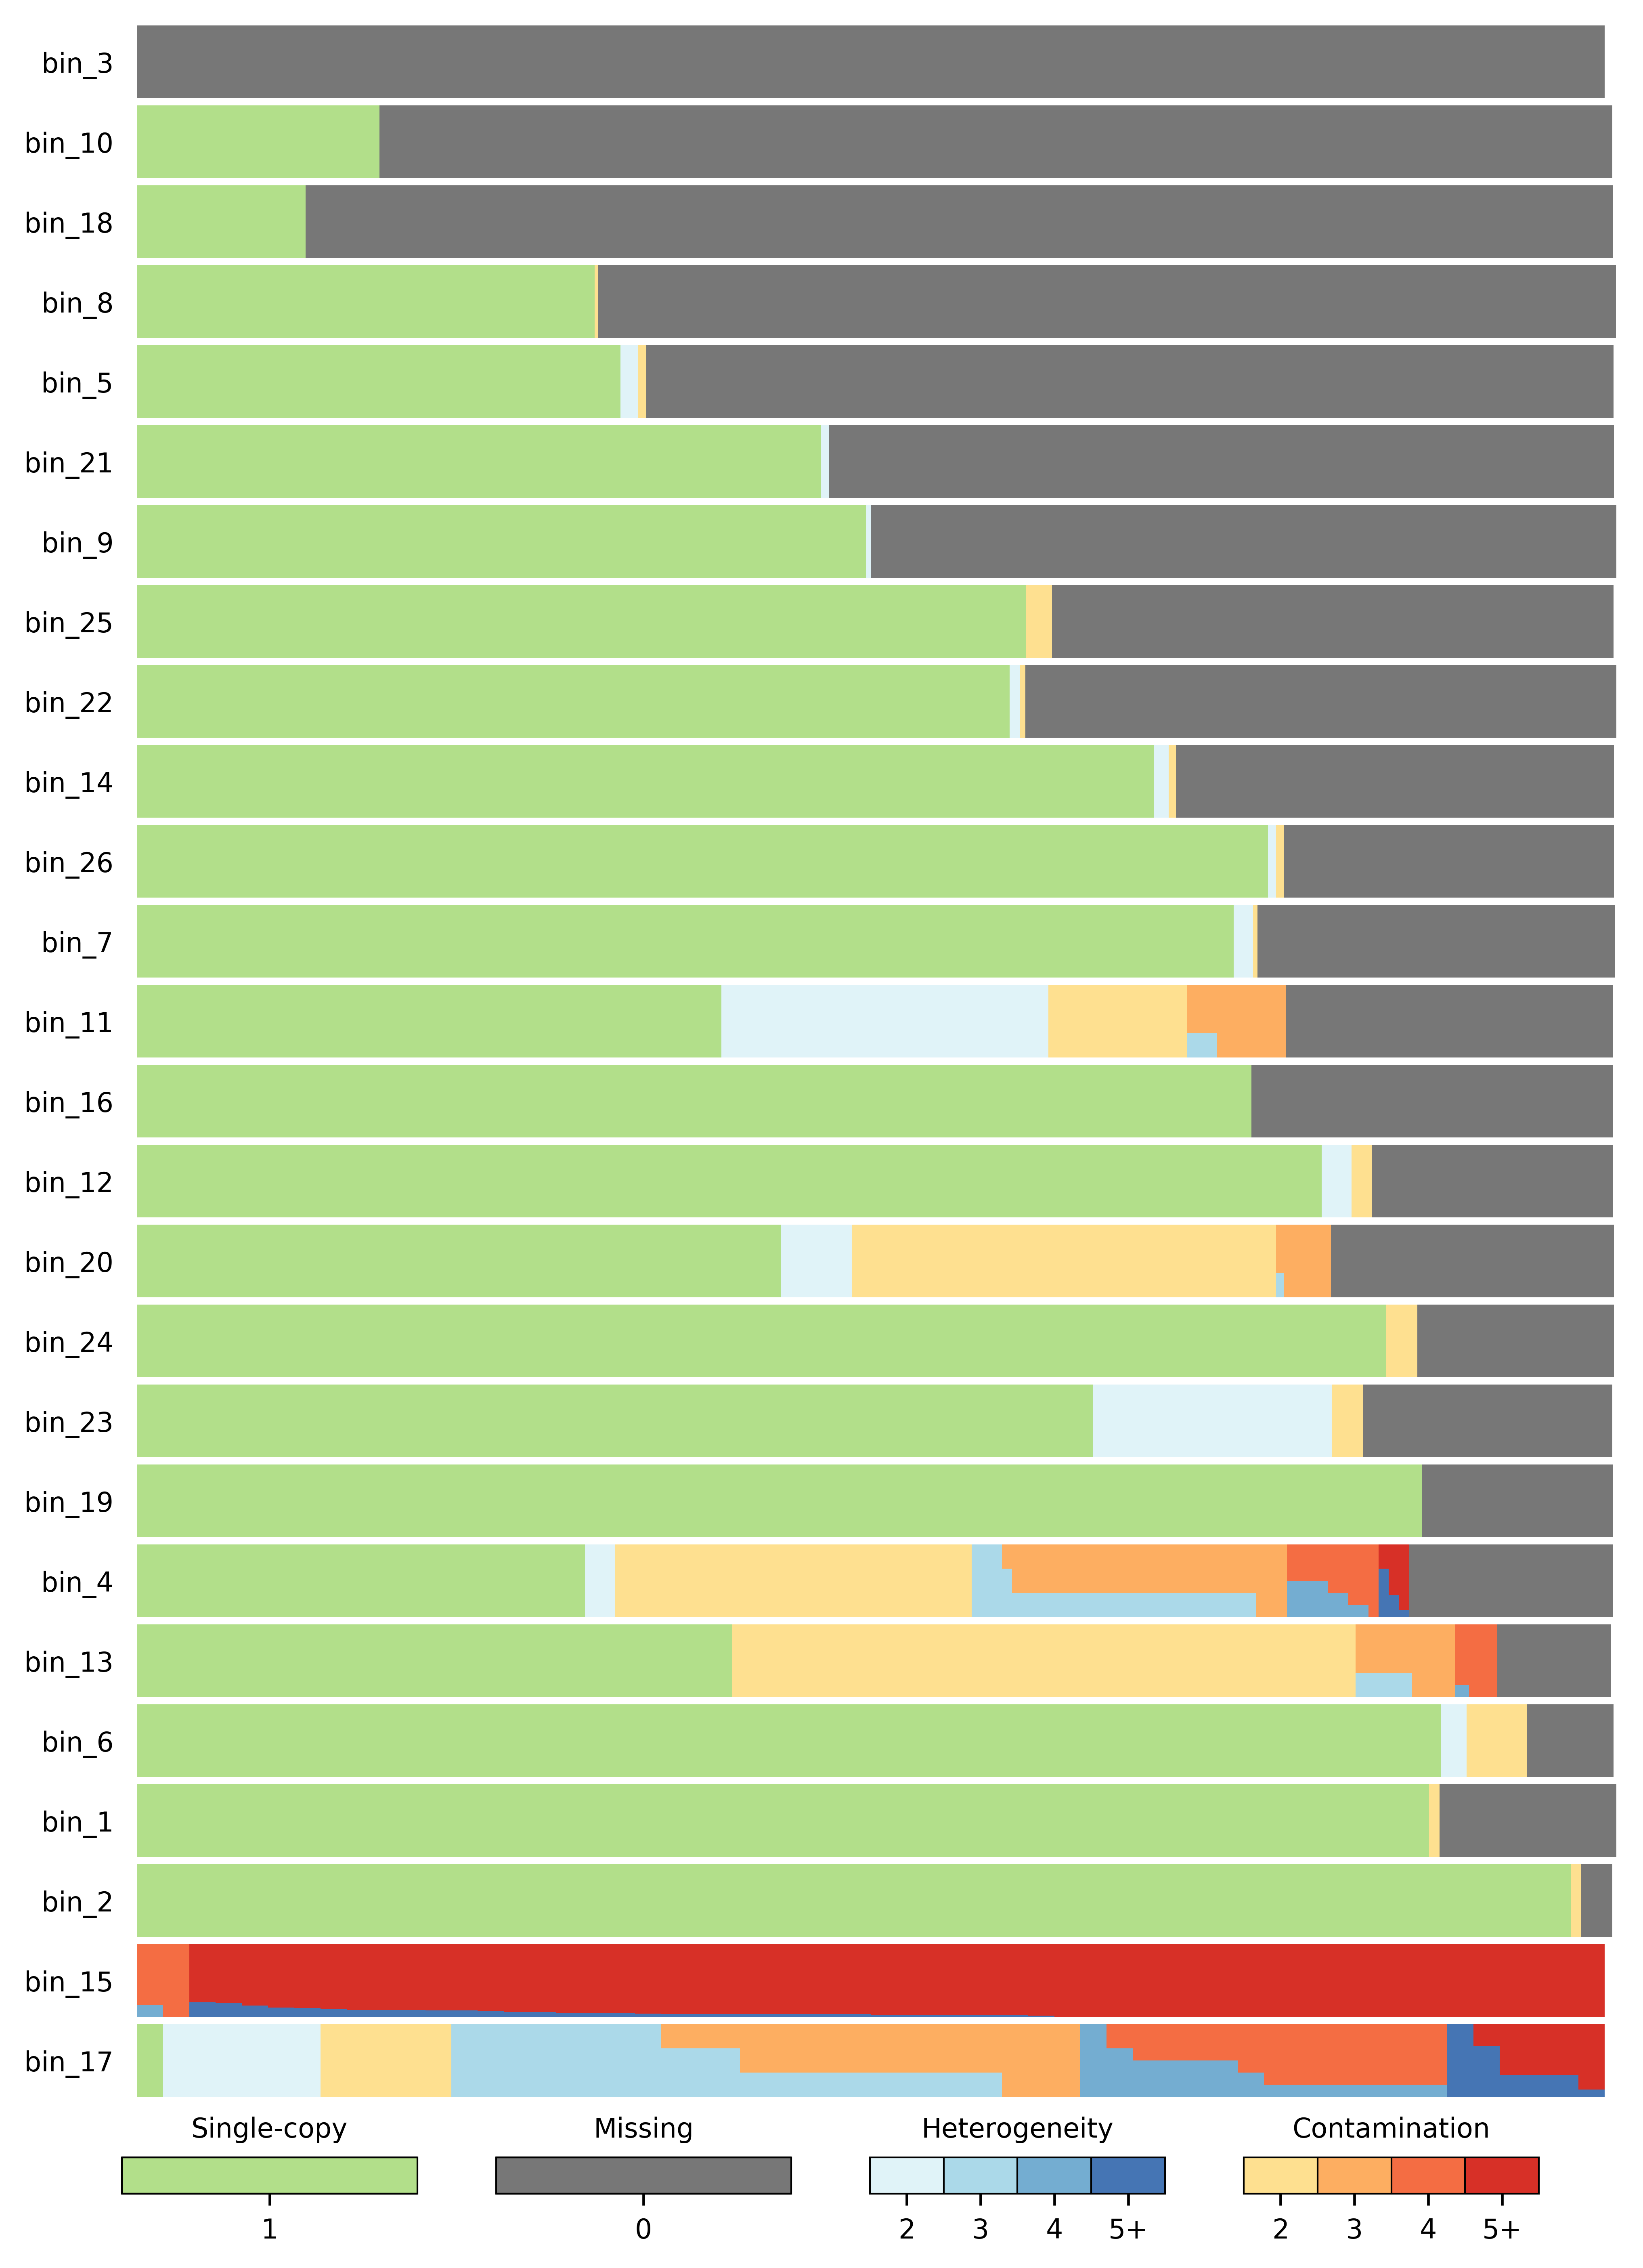 bin_3
bin_10
bin_18
bin_8
bin_5
bin_21
bin_9
bin_25
bin_22
bin_14
bin_26
bin_7
bin_11
bin_16
bin_12
bin_20
bin_24
bin_23
bin_19
bin_4
bin_13
bin_6
bin_1
bin_2
bin_15
bin_17
Single-copy Missing Heterogeneity Contamination
1 0 2 3 4 5+ 2 3 4 5+